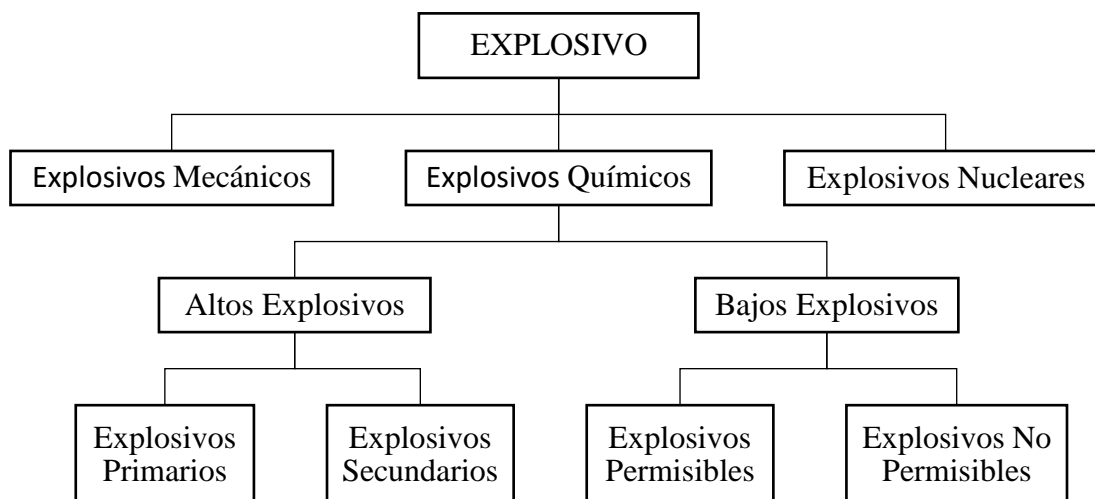 EXPLOSIVO
Explosivos Mecánicos
Explosivos Químicos
Explosivos Nucleares
Altos Explosivos
Bajos Explosivos
Explosivos
Primarios
Explosivos
Secundarios
Explosivos
Permisibles
Explosivos No
Permisibles